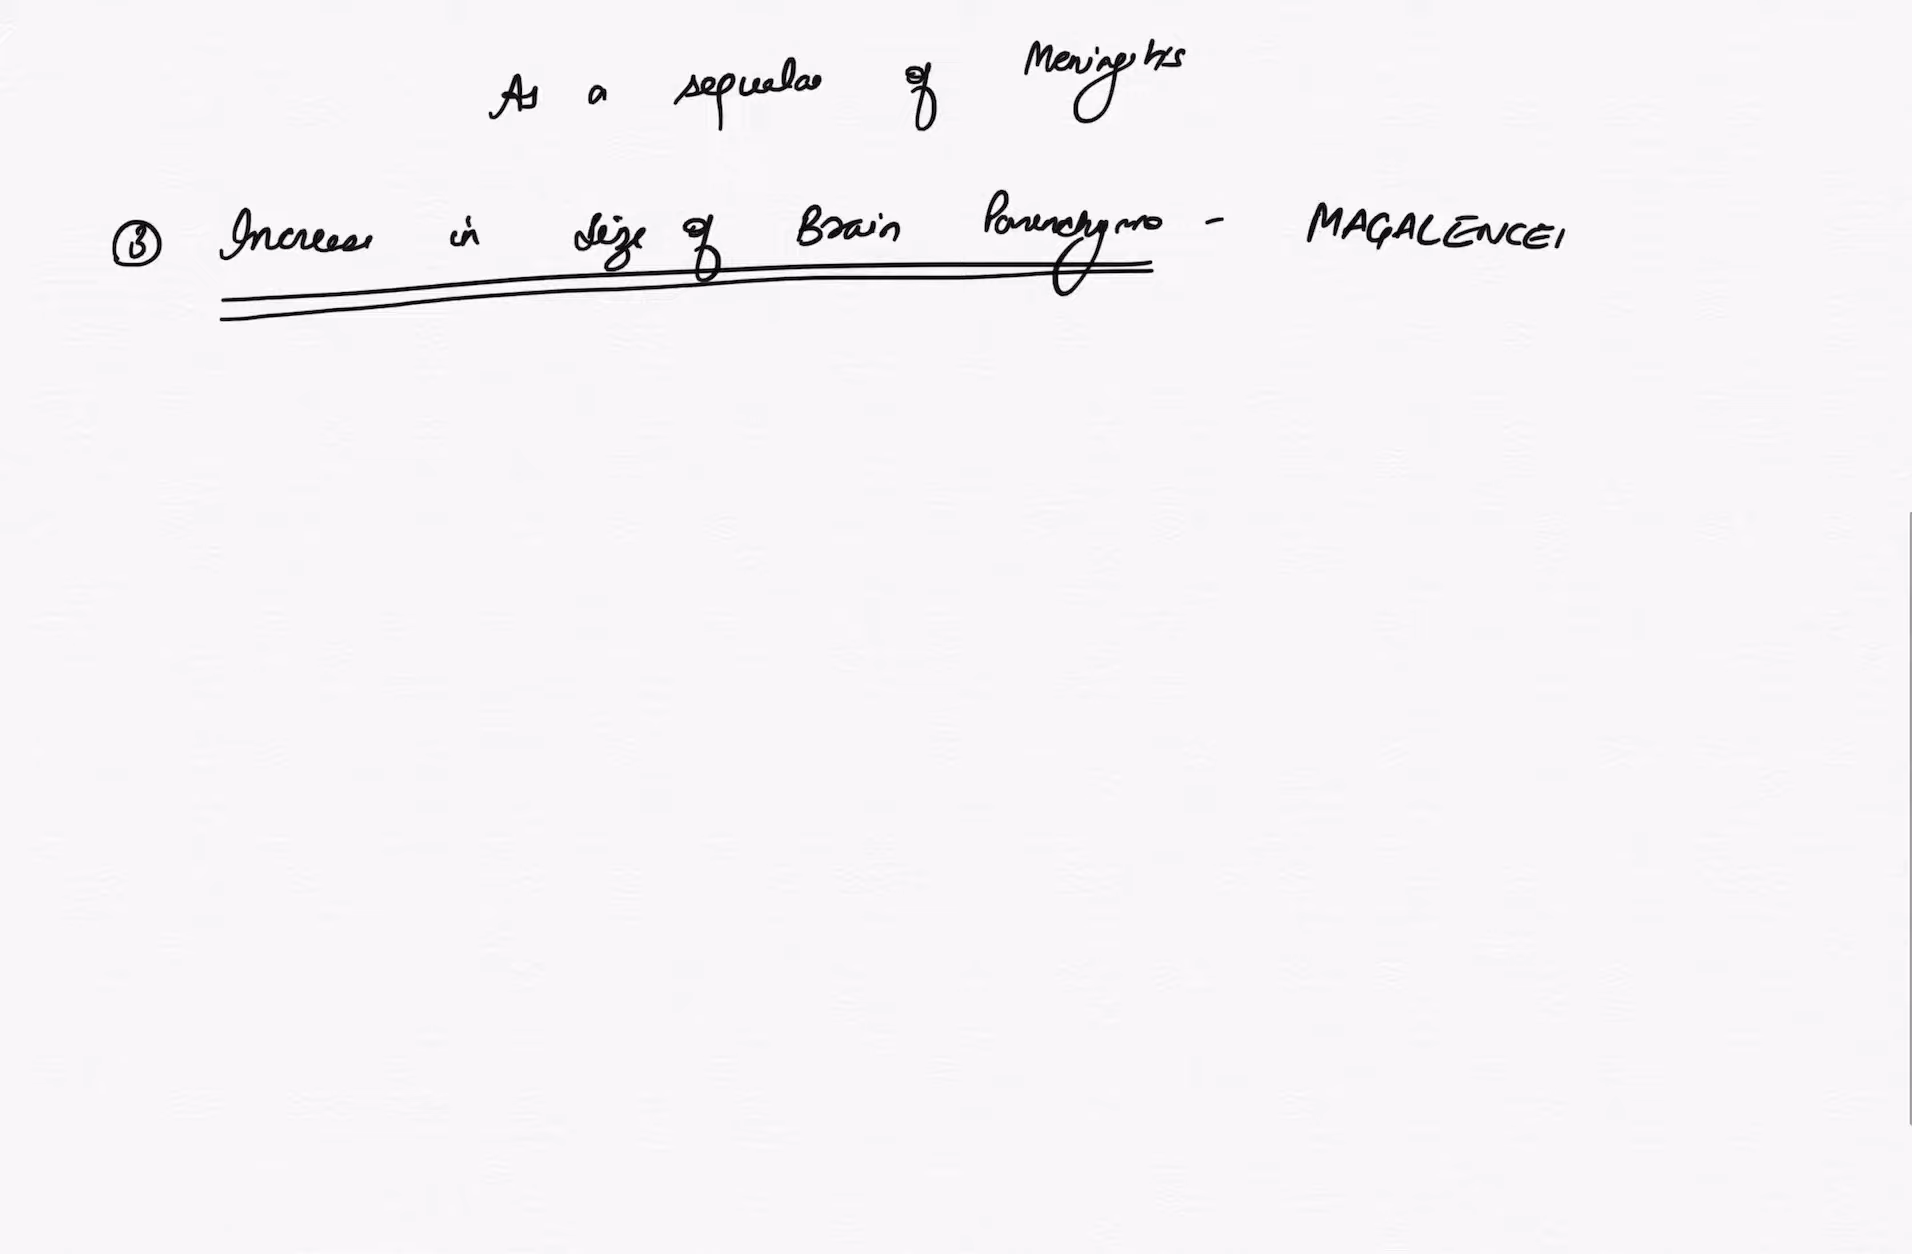 As a sequelae of Meningitis
③ Increase in size of Brain Parenchyma - MAGALENCEI